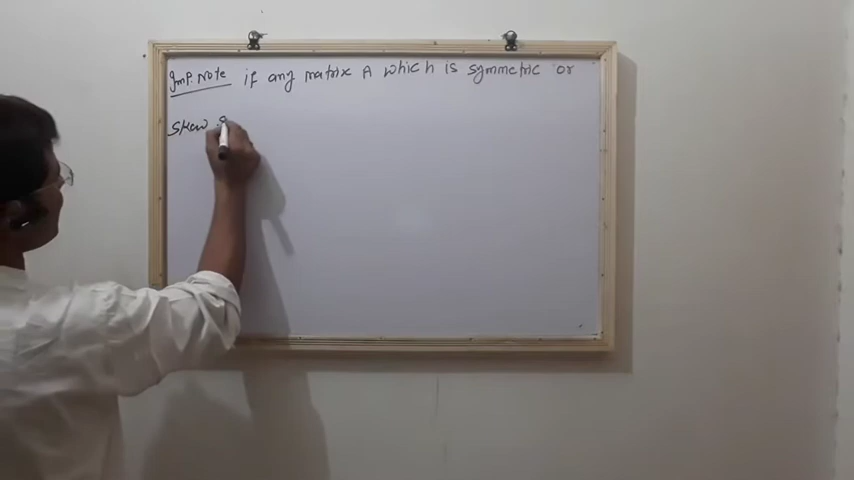 Imp. Note if any matrix A which is symmetric or
Skew s